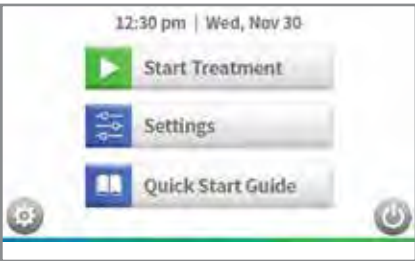 12:30 pm | Wed, Nov 30
Start Treatment
Settings
Quick Start Guide